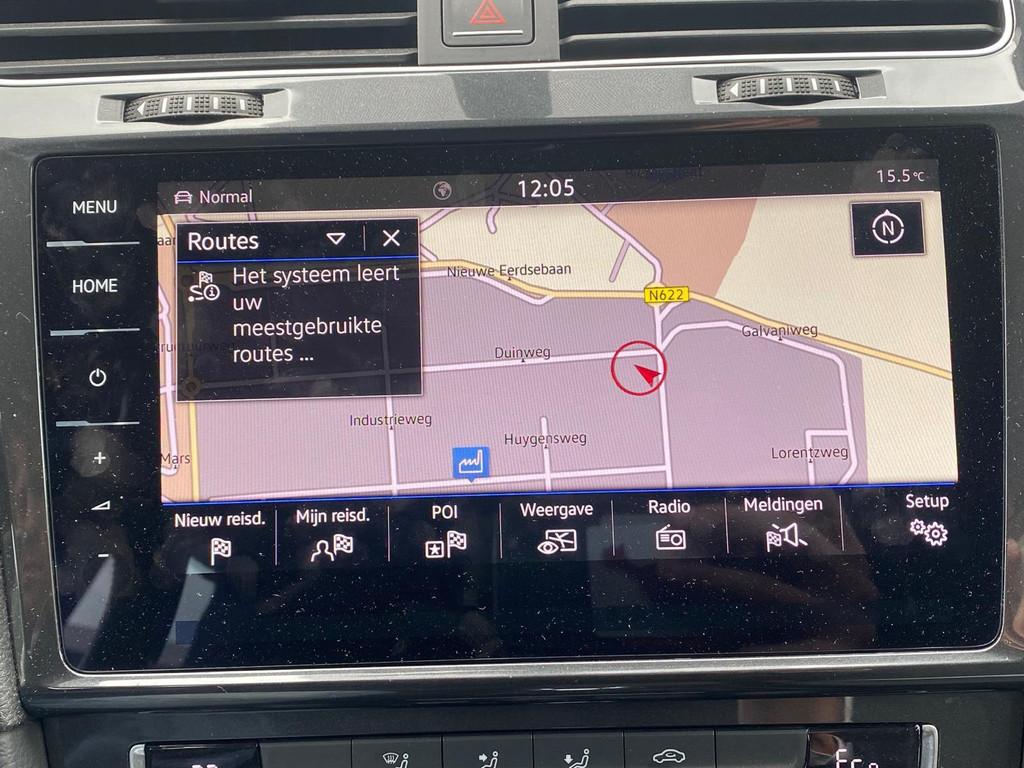 Normal
12:05
15.5°C
MENU
HOME
+
-
Routes
Het systeem leert
uw
meestgebruikte
routes ...
N
Nieuwe Eerdsebaan
N622
Galvaniweg
Duinweg
Industrieweg
Huygensweg
Lorentzweg
Mars
Nieuw reisd.
Mijn reisd.
POI
Weergave
Radio
Meldingen
Setup